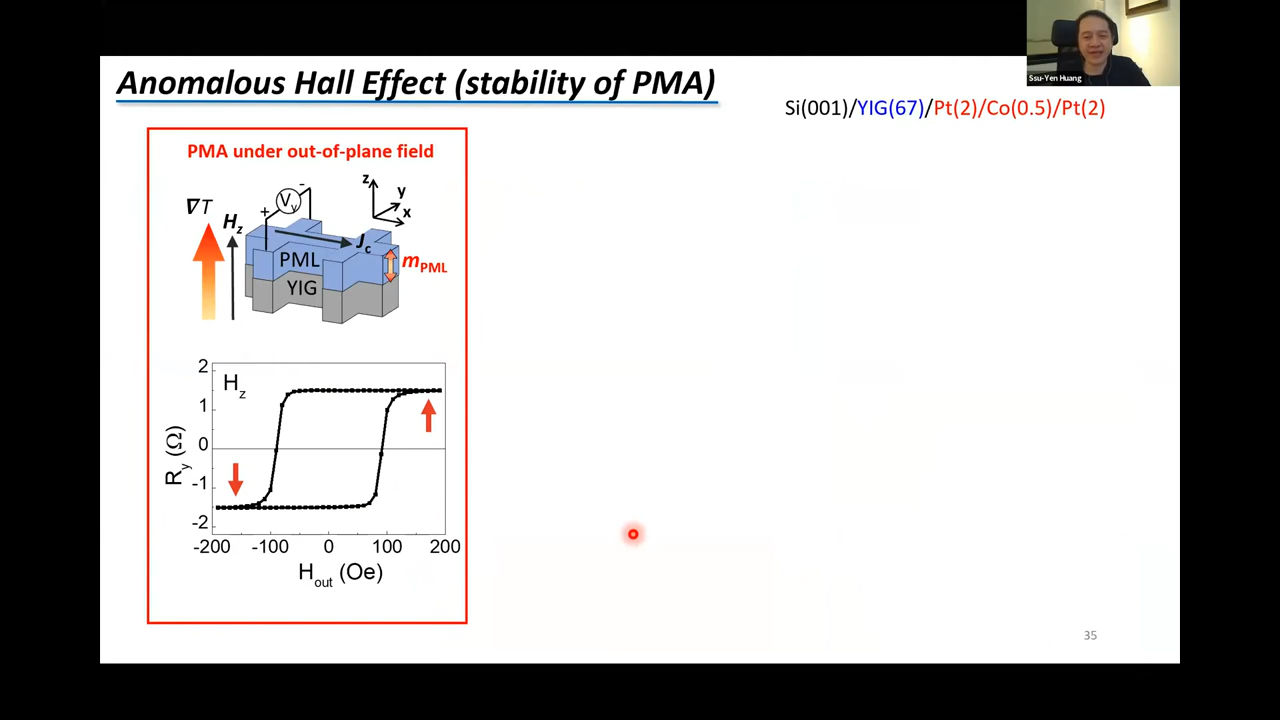 Ssu-Yen Huang
Anomalous Hall Effect (stability of PMA)
Si(001)/YIG(67)/Pt(2)/Co(0.5)/Pt(2)
PMA under out-of-plane field
∇T
Hz
+
Vy
-
z
y
x
Jc
PML
YIG
mPML
Hz
2
1
0
-1
-2
Ry (Ω)
-200 -100 0 100 200
Hout (Oe)
35